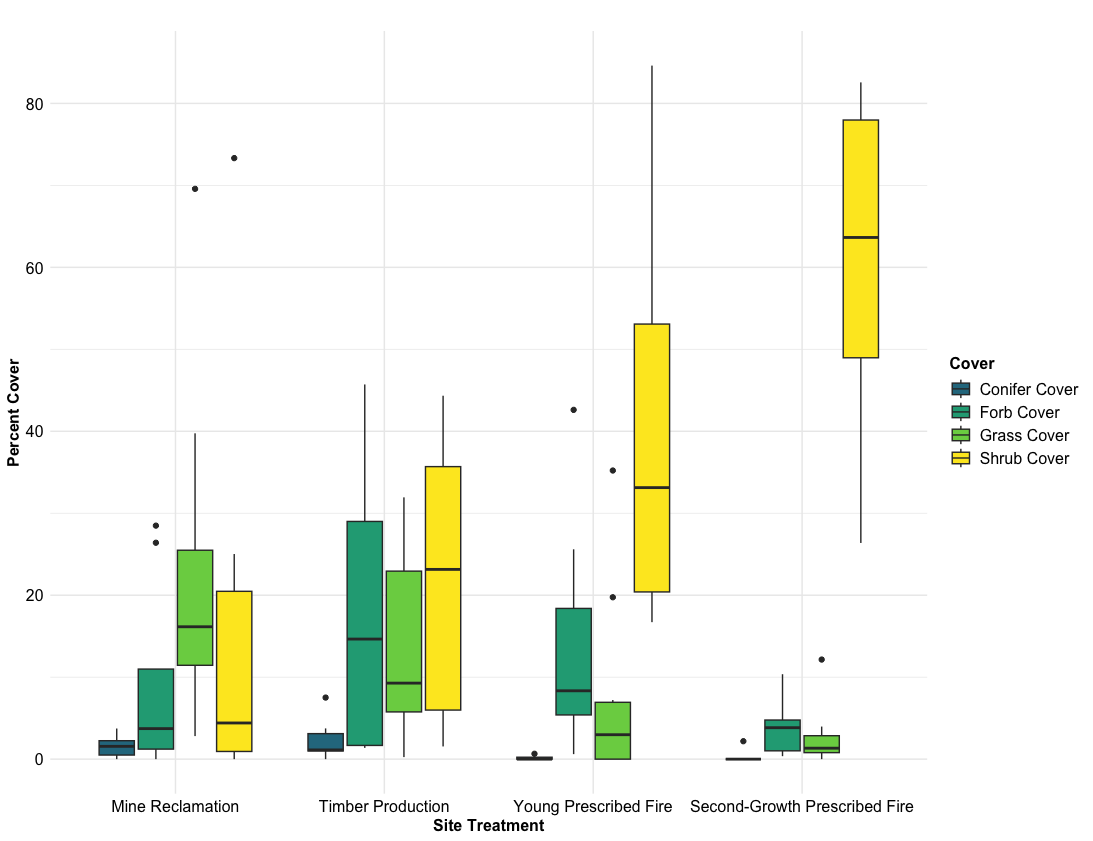 80
60
40
20
0
Percent Cover
Mine Reclamation
Timber Production
Young Prescribed Fire
Second-Growth Prescribed Fire
Site Treatment
Cover
Conifer Cover
Forb Cover
Grass Cover
Shrub Cover